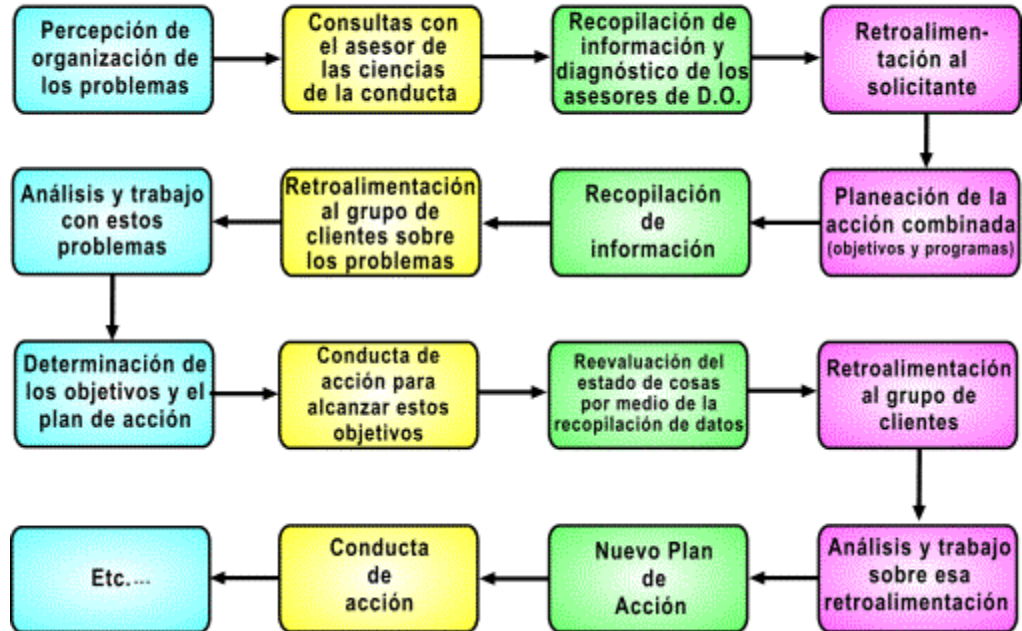 Percepción de
organización de
los problemas
Consultas con
el asesor de
las ciencias
de la conducta
Recopilación de
información y
diagnóstico de los
asesores de D.O.
Retroalimen-
tación al
solicitante
Planeación de la
acción combinada
(objetivos y programas)
Recopilación
de
información
Retroalimentación
al grupo de
clientes sobre
los problemas
Análisis y trabajo
con estos
problemas
Determinación de
los objetivos y el
plan de acción
Conducta de
acción para
alcanzar estos
objetivos
Reevaluación del
estado de cosas
por medio de la
recopilación de datos
Retroalimentación
al grupo de
clientes
Análisis y trabajo
sobre esa
retroalimentación
Nuevo Plan
de
Acción
Conducta
de
acción
Etc....